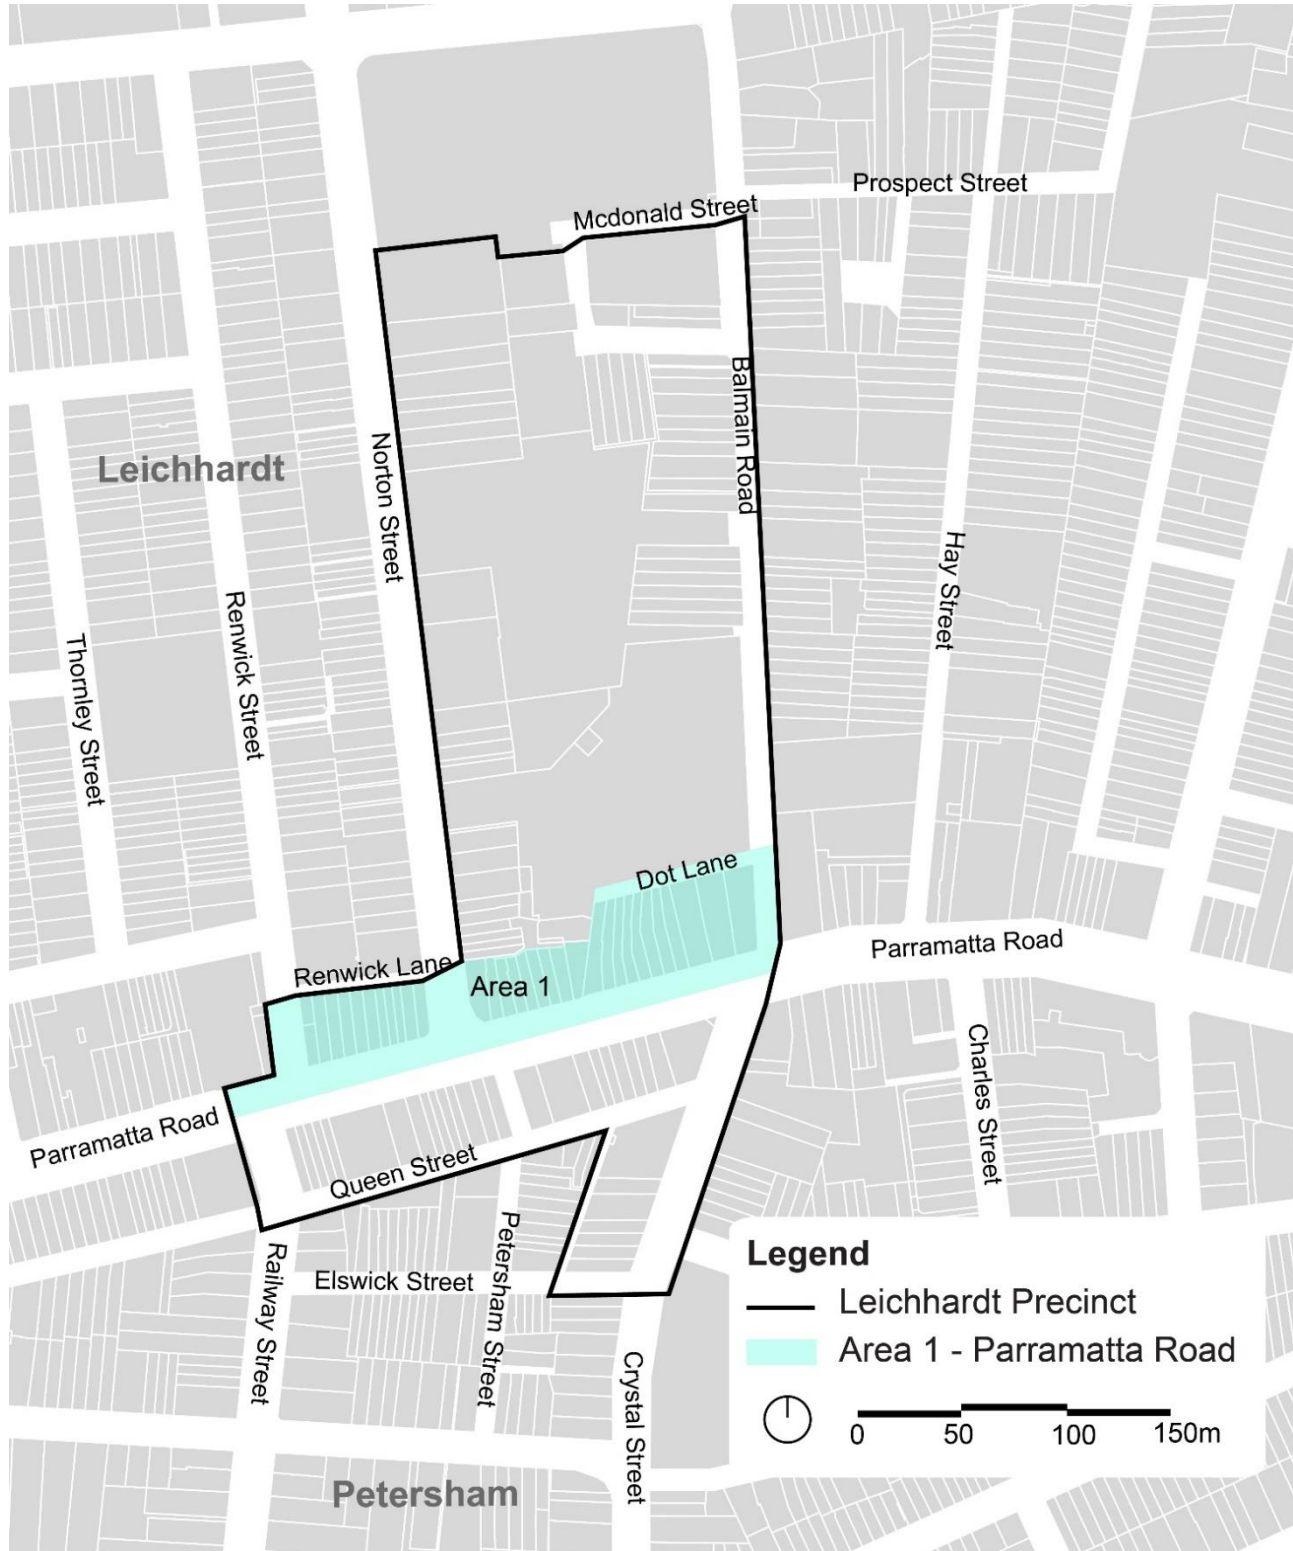 Prospect Street
Mcdonald Street
Balmain Road
Norton Street
Leichhardt
Hay Street
Renwick Street
Thornley Street
Dot Lane
Parramatta Road
Renwick Lane
Area 1
Charles Street
Parramatta Road
Queen Street
Petersham Street
Railway Street
Elswick Street
Crystal Street
Petersham
Legend
Leichhardt Precinct
Area 1 - Parramatta Road
0 50 100 150m